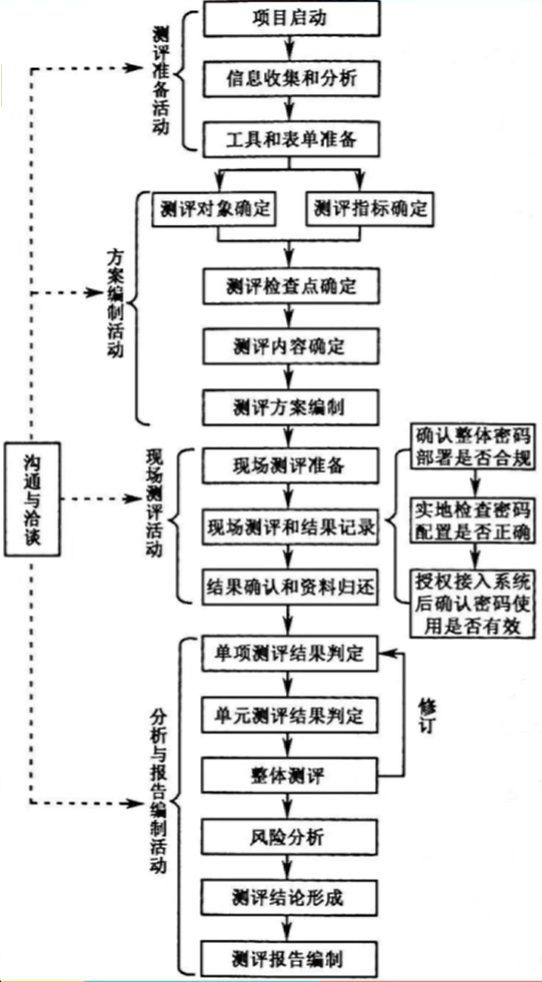 测评准备活动
项目启动
信息收集和分析
工具和表单准备
方案编制活动
测评对象确定
测评指标确定
测评检查点确定
测评内容确定
测评方案编制
沟通与洽谈
现场测评活动
现场测评准备
现场测评和结果记录
结果确认和资料归还
确认整体密码
部署是否合规
实地检查密码
配置是否正确
授权接入系统
后确认密码使
用是否有效
分析与报告编制活动
单项测评结果判定
单元测评结果判定
整体测评
修订
风险分析
测评结论形成
测评报告编制